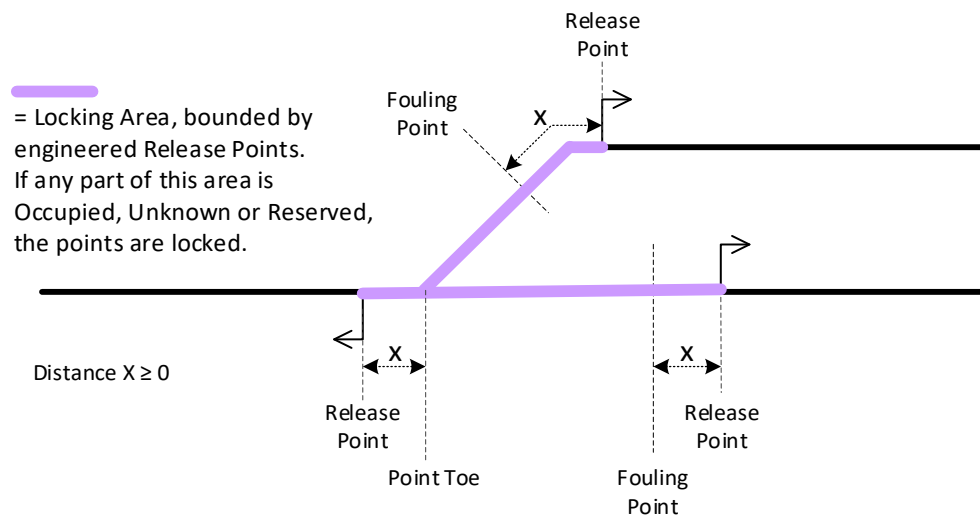 Release
Point
Fouling
Point
X
= Locking Area, bounded by
engineered Release Points.
If any part of this area is
Occupied, Unknown or Reserved,
the points are locked.
X
X
Distance X ≥ 0
Release
Point
Release
Point
Point Toe
Fouling
Point